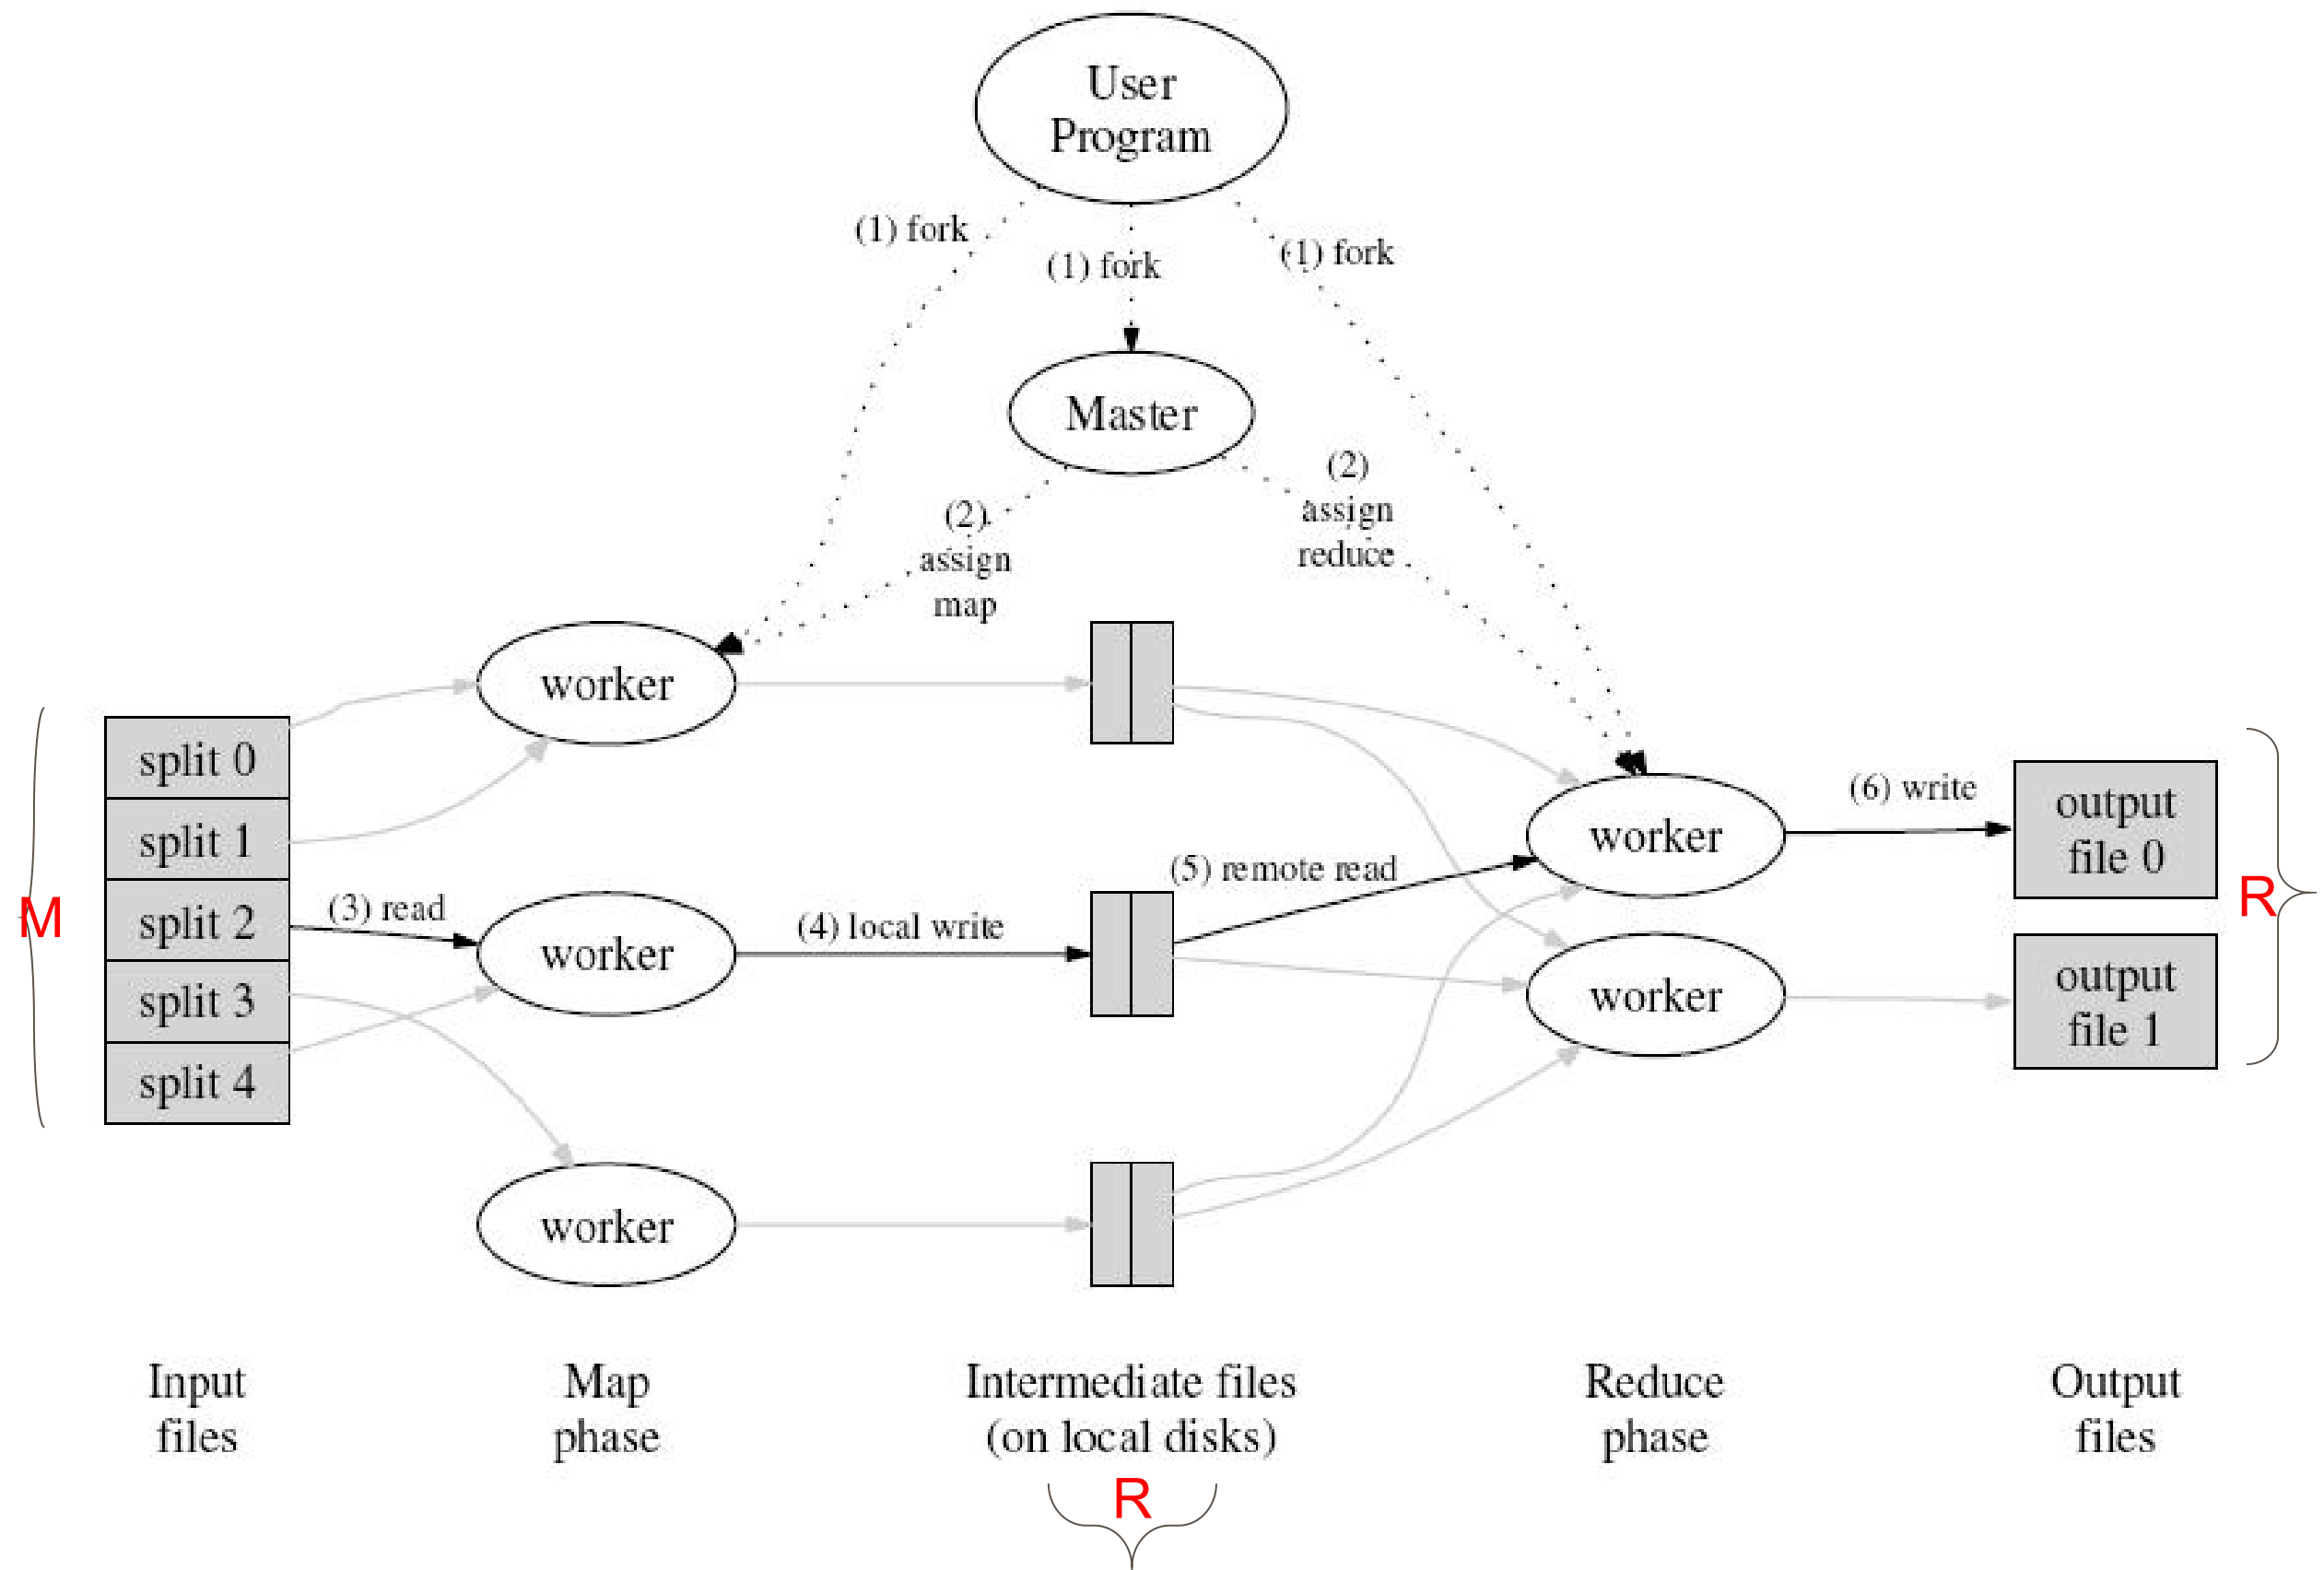 User
Program
(1) fork
(1) fork
(1) fork
Master
(2)
assign
map
(2)
assign
reduce
split 0
split 1
split 2
split 3
split 4
M
(3) read
worker
worker
worker
(4) local write
(5) remote read
worker
worker
(6) write
output
file 0
output
file 1
R
Input
files
Map
phase
Intermediate files
(on local disks)
Reduce
phase
Output
files
R